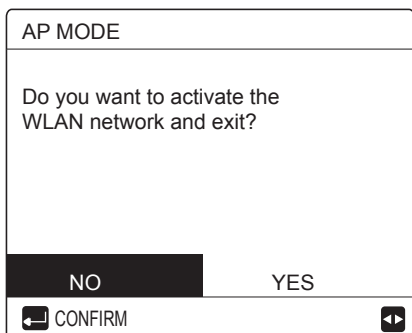 AP MODE
Do you want to activate the
WLAN network and exit?
NO YES
CONFIRM